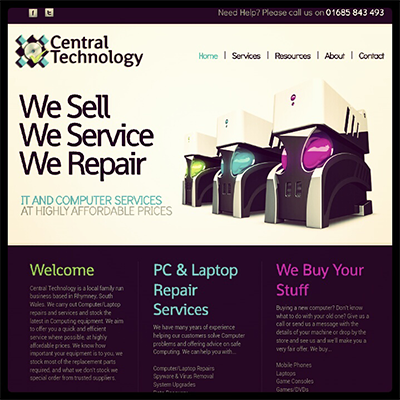 Need Help? Please call us on 01685 843 493
Central
Technology
Home | Services | Resources | About | Contact
We Sell
We Service
We Repair
IT AND COMPUTER SERVICES
AT HIGHLY AFFORDABLE PRICES
Welcome
Central Technology is a local family run
business based in Rhymney, South
Wales. We carry out Computer/Laptop
repairs and services and stock the
latest in Computing equipment. We aim
to offer you a quick and efficient
service where possible, at highly
affordable prices. We know how
important your equipment is to you, we
stock most of the replacement parts
required, and what we don't stock we
special order from trusted suppliers.
PC & Laptop
Repair
Services
We have many years of experience
helping our customers solve Computer
problems and offering advice on safe
Computing. We can help you with...
Computer/Laptop Repairs
Spyware & Virus Removal
System Upgrades
Data Recovery
We Buy Your
Stuff
Buying a new computer? Don't know
what to do with your old one? Give us a
call or send us a message with the
details of your machine or drop by the
store and see us and we'll make you a
very fair offer. We buy...
Mobile Phones
Laptops
Game Consoles
Games/DVDs